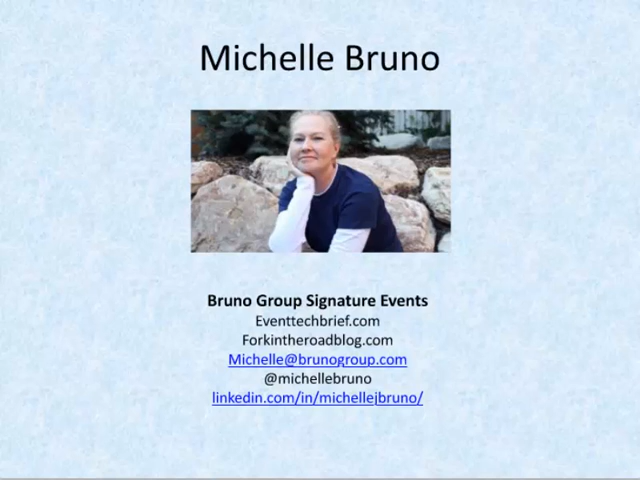 Michelle Bruno
Bruno Group Signature Events
Eventtechbrief.com
Forkintheroadblog.com
Michelle@brunogroup.com
@michellebruno
linkedin.com/in/michellejbruno/